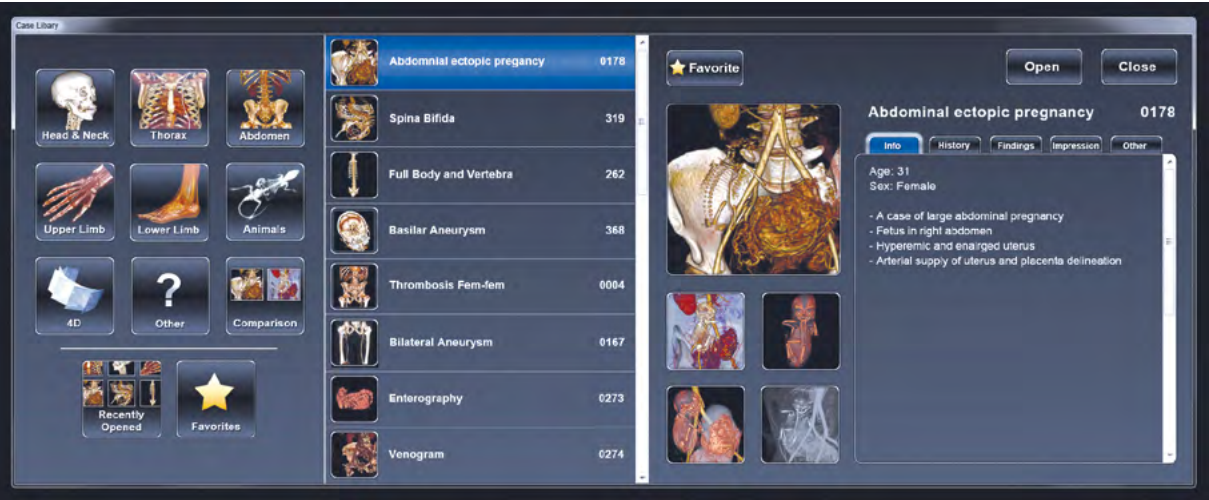 Case Libary
Head & Neck
Thorax
Abdomen
Upper Limb
Lower Limb
Animals
4D
?
Other
Comparison
Recently
Opened
Favorites
Abdomnial ectopic pregancy 0178
Spina Bifida 319
Full Body and Vertebra 262
Basilar Aneurysm 368
Thrombosis Fem-fem 0004
Bilateral Aneurysm 0167
Enterography 0273
Venogram 0274
Favorite
Open
Close
Abdominal ectopic pregnancy 0178
Info History Findings Impression Other
Age: 31
Sex: Female
- A case of large abdominal pregnancy
- Fetus in right abdomen
- Hyperemic and enalrged uterus
- Arterial supply of uterus and placenta delineation